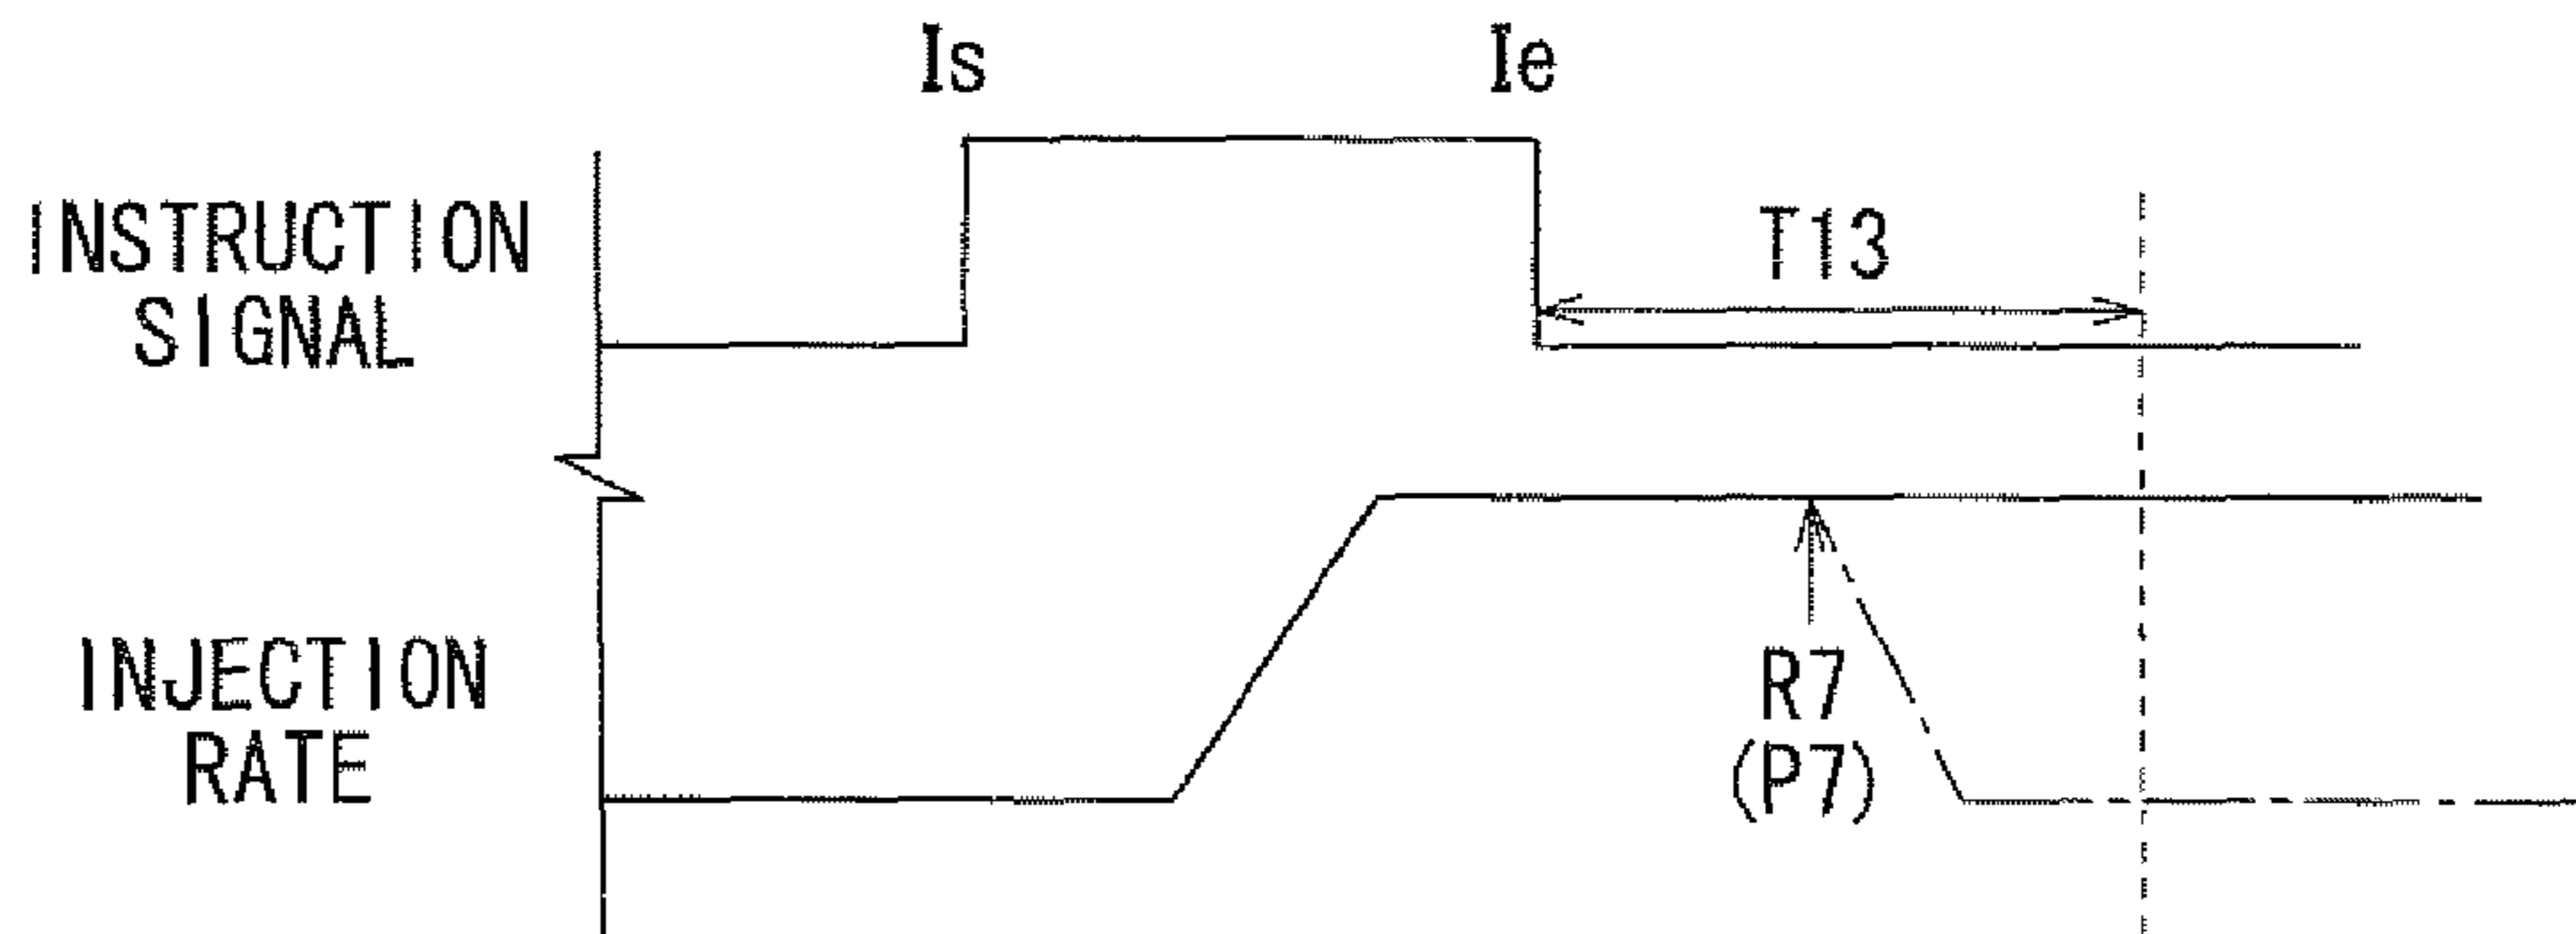 Is
Ie
INSTRUCTION
SIGNAL
T13
INJECTION
RATE
R7
(P7)